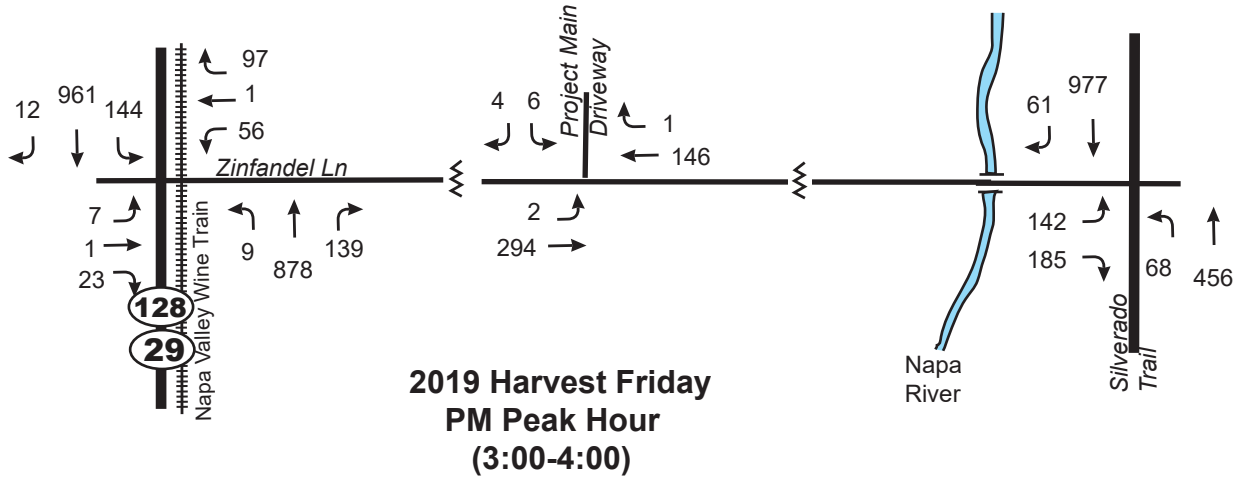 12
961
144
97
1
56
Zinfandel Ln
7
1
23
9
878
139
128
29
Napa Valley Wine Train
4
6
Project Main
Driveway
1
146
2
294
61
977
142
185
68
456
Napa
River
Silverado
Trail
2019 Harvest Friday
PM Peak Hour
(3:00-4:00)